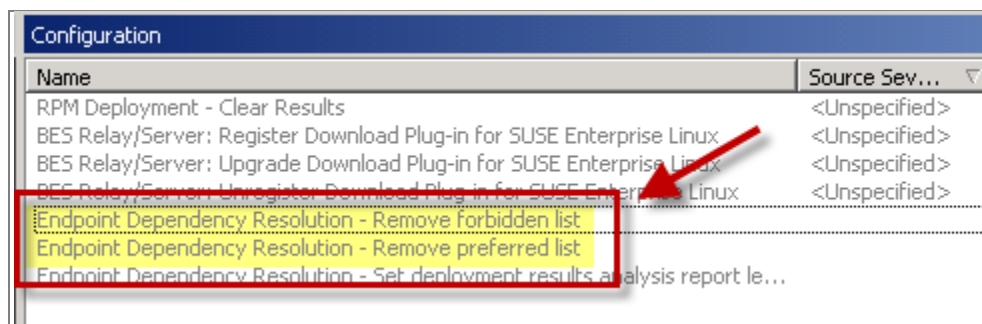 Configuration
Name Source Sev...
RPM Deployment - Clear Results <Unspecified>
BES Relay/Server: Register Download Plug-in for SUSE Enterprise Linux <Unspecified>
BES Relay/Server: Upgrade Download Plug-in for SUSE Enterprise Linux <Unspecified>
BES Relay/Server: Unregister Download Plug-in for SUSE Enterprise Linux <Unspecified>
Endpoint Dependency Resolution - Remove forbidden list
Endpoint Dependency Resolution - Remove preferred list
Endpoint Dependency Resolution - Set deployment results analysis report le...